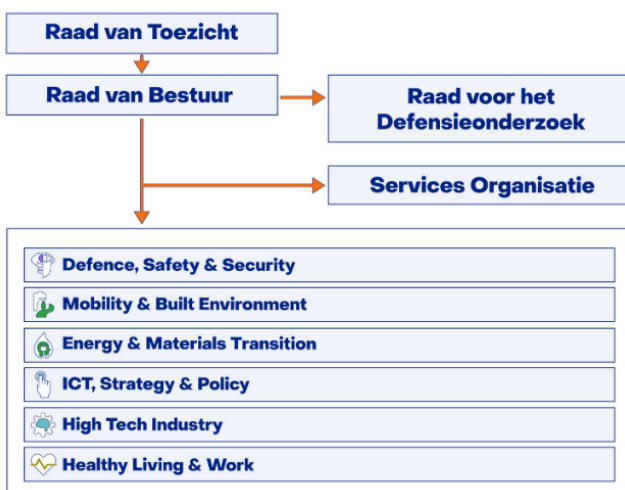 Raad van Toezicht
Raad van Bestuur
Raad voor het
Defensieonderzoek
Services Organisatie
Defence, Safety & Security
Mobility & Built Environment
Energy & Materials Transition
ICT, Strategy & Policy
High Tech Industry
Healthy Living & Work